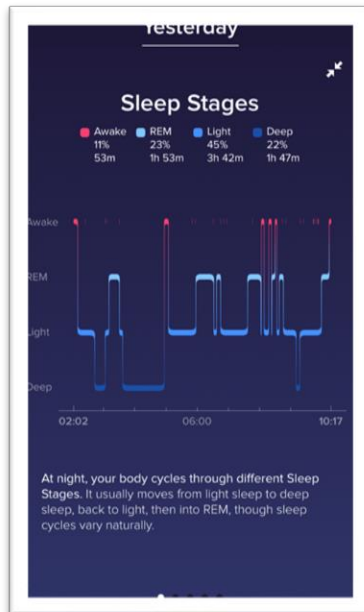 Yesterday
Sleep Stages
Awake REM Light Deep
11% 23% 45% 22%
53m 1h 53m 3h 42m 1h 47m
Awake
REM
Light
Deep
02:02 06:00 10:17
At night, your body cycles through different Sleep
Stages. It usually moves from light sleep to deep
sleep, back to light, then into REM, though sleep
cycles vary naturally.